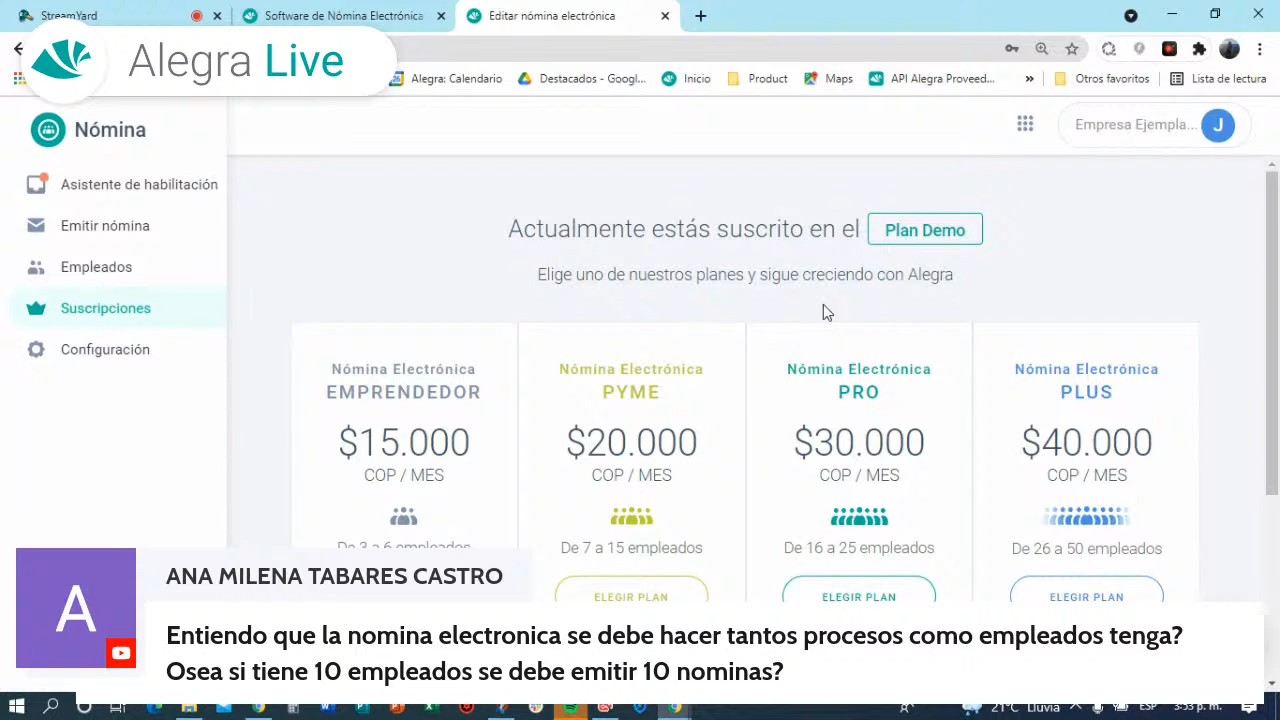 StreamYard
Software de Nómina Electrónica
Editar nómina electrónica
Alegra Live
Alegra: Calendario
Destacados - Googl...
Inicio
Product
Maps
API Alegra Proveed...
»
Otros favoritos
Lista de lectura
Nómina
Empresa Ejempla...
J
Asistente de habilitación
Emitir nómina
Empleados
Suscripciones
Configuración
Actualmente estás suscrito en el Plan Demo
Elige uno de nuestros planes y sigue creciendo con Alegra
Nómina Electrónica
EMPRENDEDOR
$15.000
COP / MES
De 3 a 6 empleados
Nómina Electrónica
PYME
$20.000
COP / MES
De 7 a 15 empleados
ELEGIR PLAN
Nómina Electrónica
PRO
$30.000
COP / MES
De 16 a 25 empleados
ELEGIR PLAN
Nómina Electrónica
PLUS
$40.000
COP / MES
De 26 a 50 empleados
ELEGIR PLAN
A
ANA MILENA TABARES CASTRO
Entiendo que la nomina electronica se debe hacer tantos procesos como empleados tenga?
Osea si tiene 10 empleados se debe emitir 10 nominas?
21°C Lluvia
ESP
3:53 p. m.